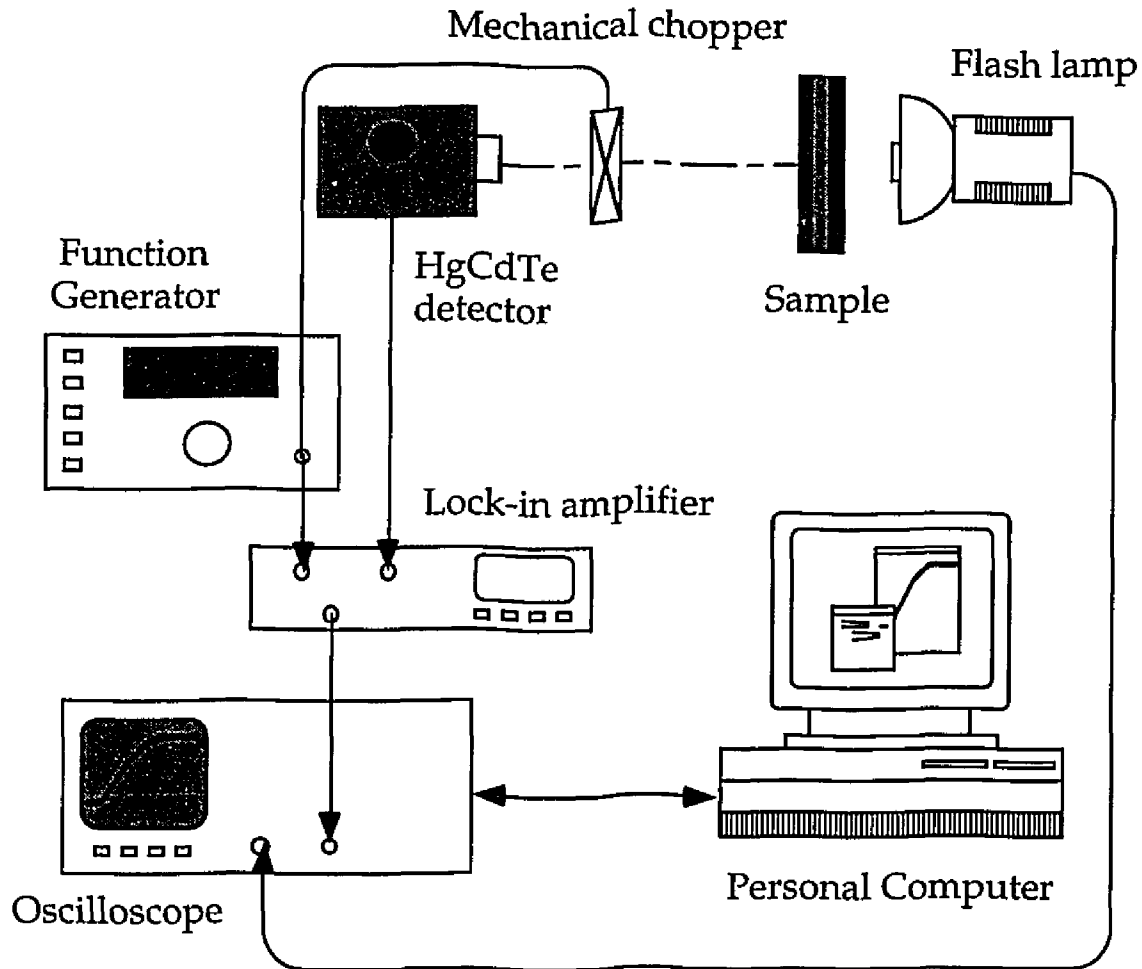 Mechanical chopper
Flash lamp
Function
Generator
HgCdTe
detector
Sample
Lock-in amplifier
Personal Computer
Oscilloscope